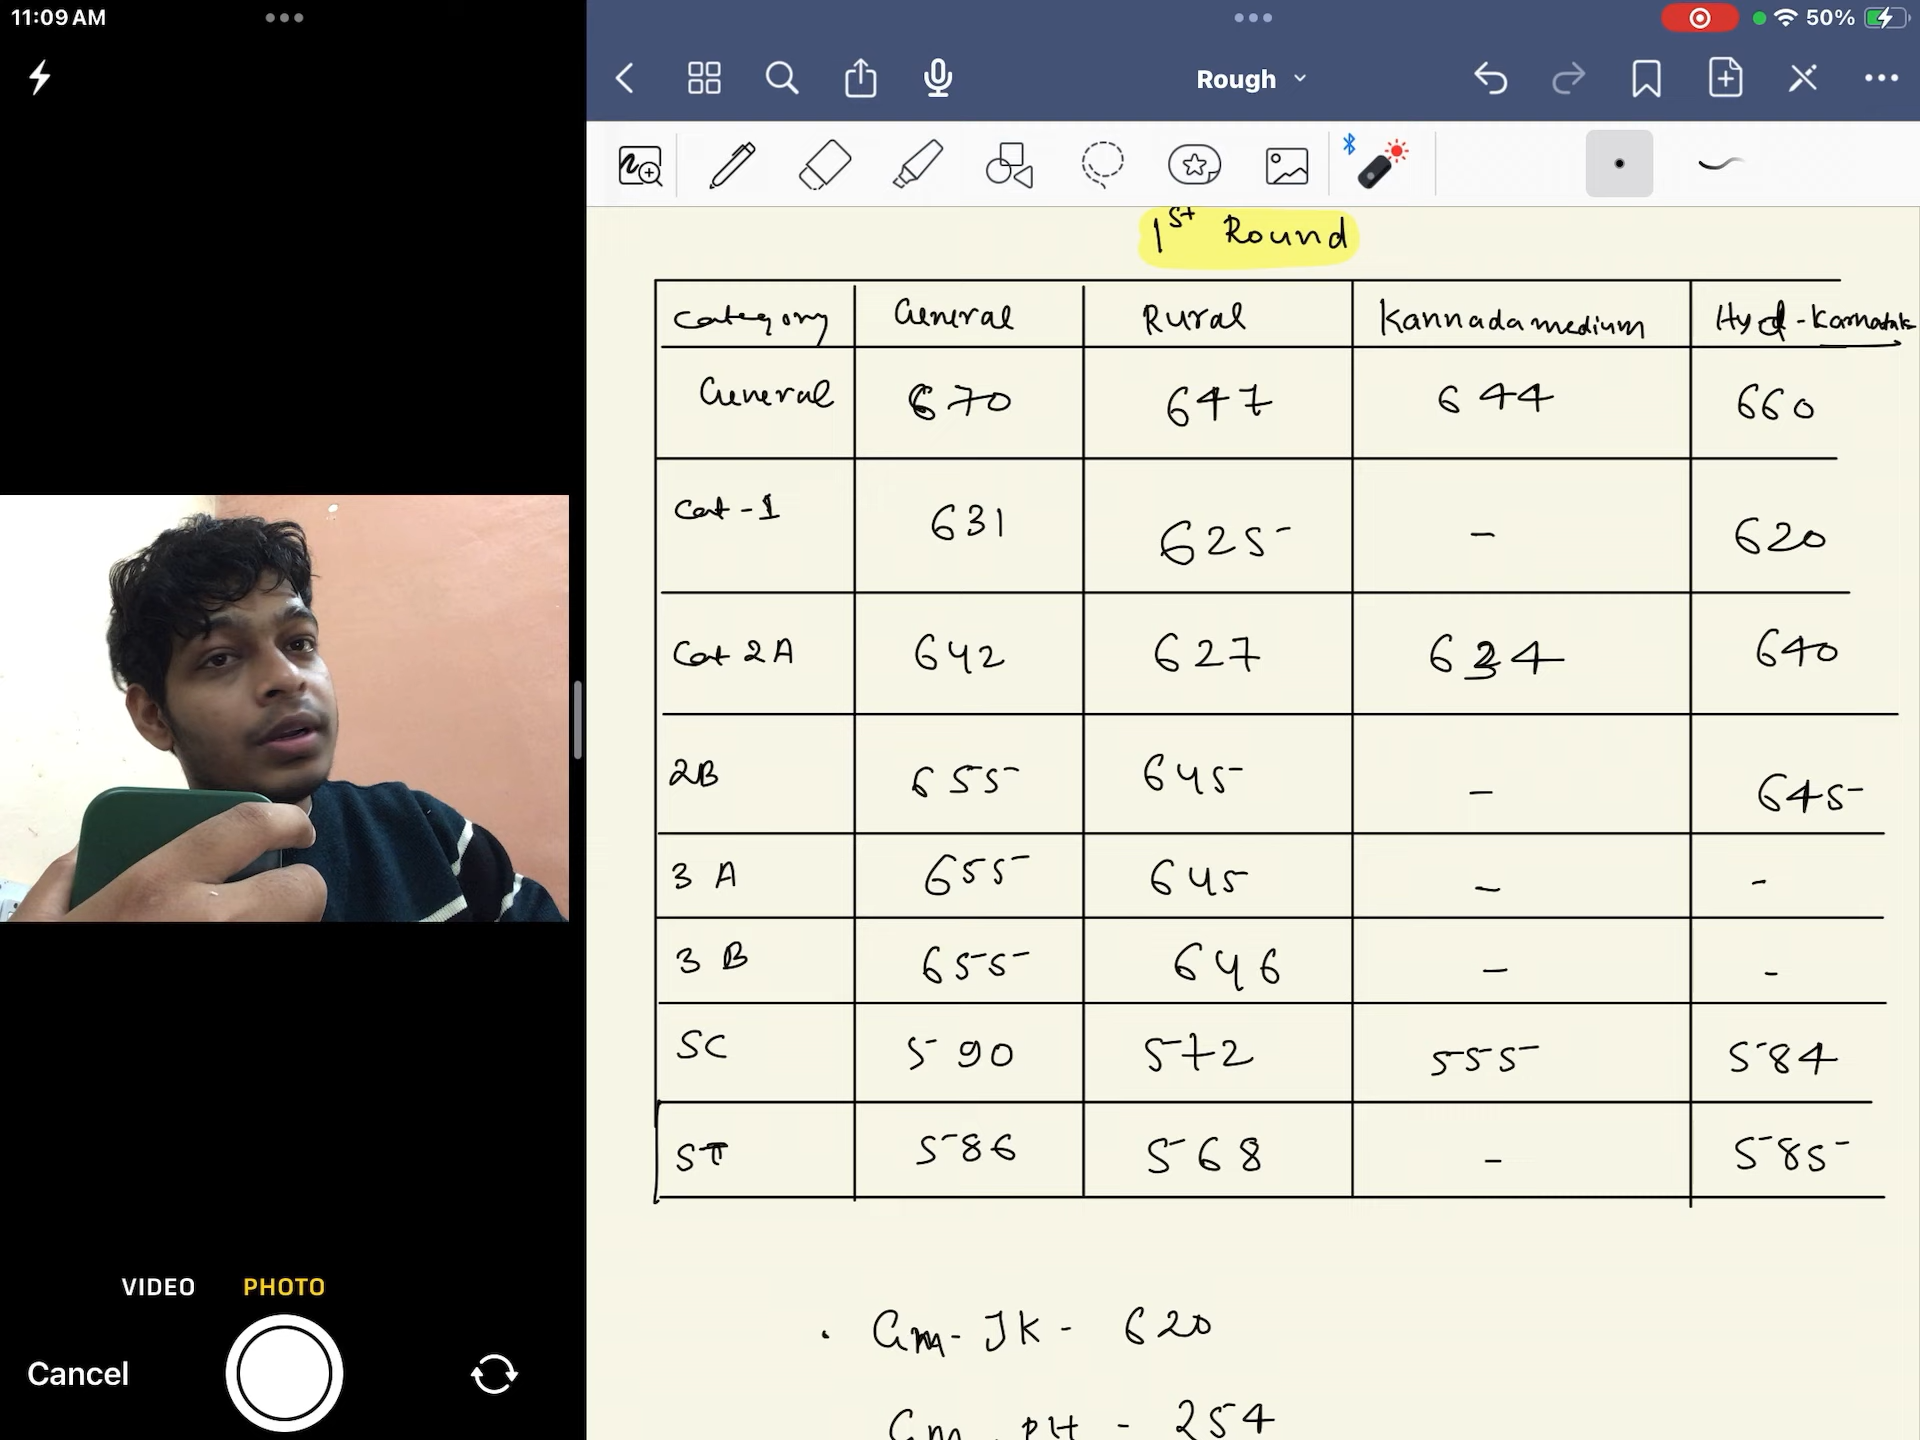 11:09 AM
50%
Rough
1st Round
Category General Rural Kannada medium Hyd-Karnatak
General 670 647 644 660
Cat-1 631 625 - 620
Cat 2A 642 627 634 640
2B 655 645 - 645
3 A 655 645 - -
3 B 655 646 - -
SC 590 572 555 584
ST 586 568 - 585
VIDEO PHOTO
Cancel
. Gm-JK - 620
Gm-PH - 254